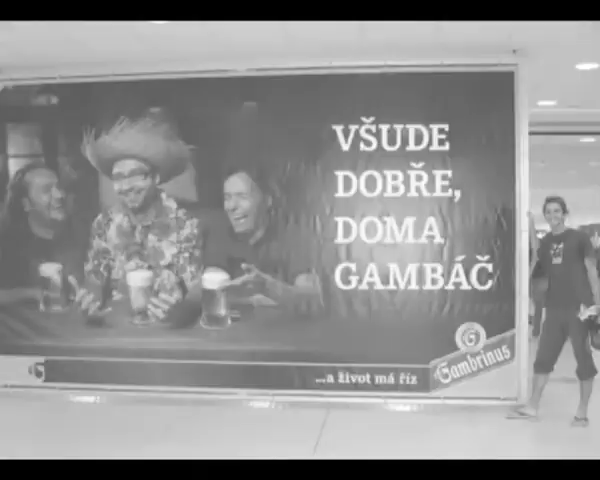 VŠUDE
DOBŘE,
DOMA
GAMBÁČ
...a život má říz
Gambrinus